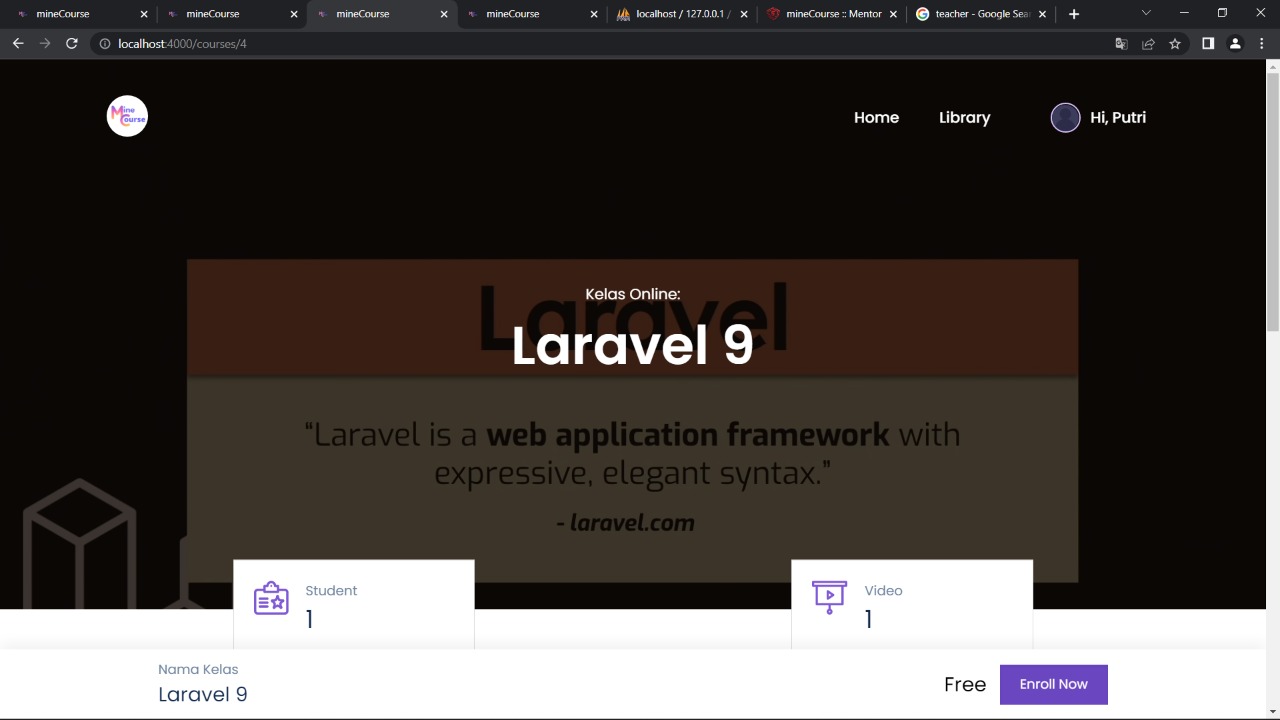 mineCourse
mineCourse
mineCourse
mineCourse
localhost / 127.0.0.1 /
mineCourse :: Mentor
teacher - Google Sear
localhost:4000/courses/4
Mine
Course
Home
Library
Hi, Putri
Laravel
Kelas Online:
Laravel 9
“Laravel is a web application framework with
expressive, elegant syntax.”
- laravel.com
Student
1
Video
1
Nama Kelas
Laravel 9
Free
Enroll Now